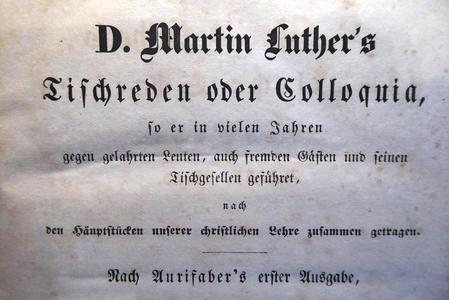 D. Martin Luther's
Tischreden oder Colloquia,
so er in vielen Jahren
gegen gelahrten Leuten, auch fremden Gästen und seinen
Tischgesellen geführet,
nach
den Häuptstücken unserer christlichen Lehre zusammen getragen.
Nach Aurifaber's erster Ausgabe,